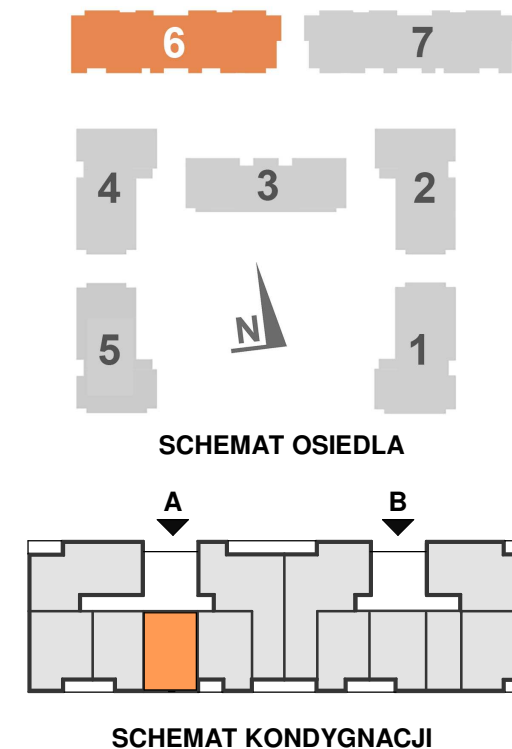 6 7
4 3 2
N
5 1
SCHEMAT OSIEDLA
A B
SCHEMAT KONDYGNACJI